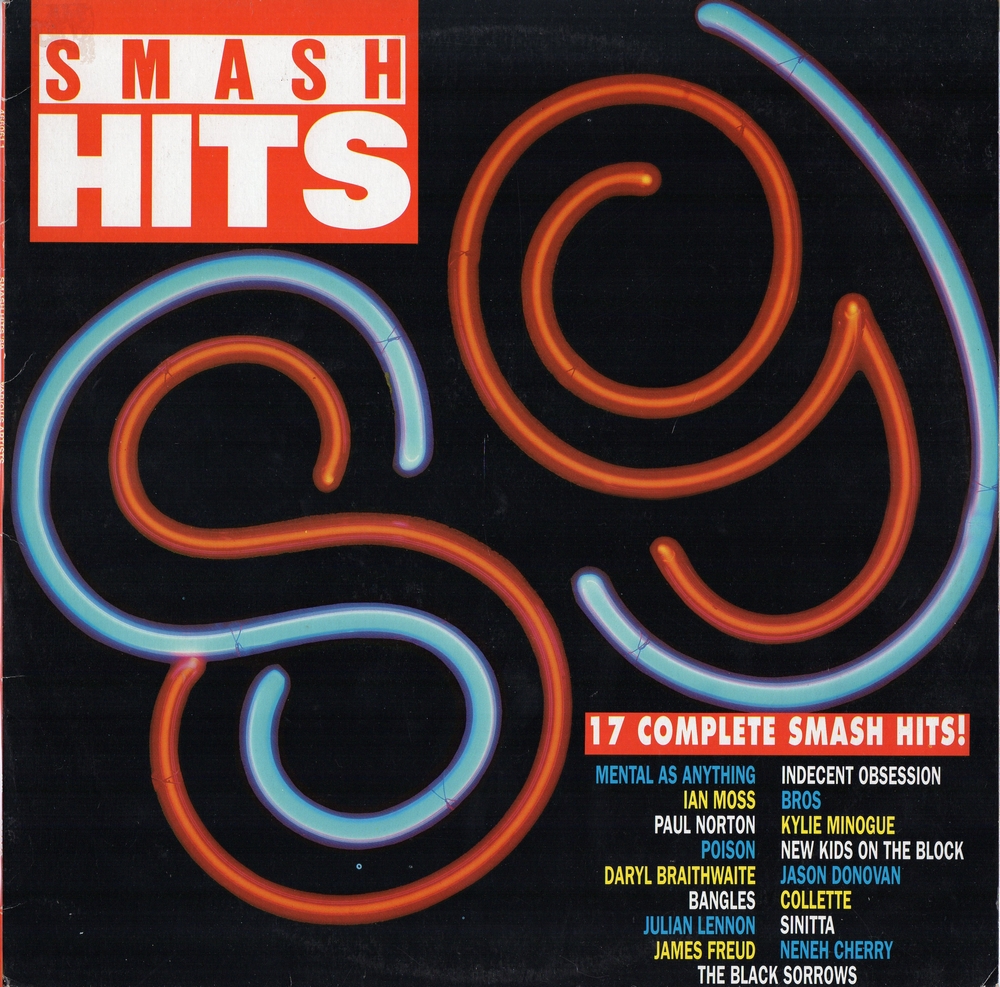 SMASH
HITS
89
17 COMPLETE SMASH HITS!
MENTAL AS ANYTHING
IAN MOSS
PAUL NORTON
POISON
DARYL BRAITHWAITE
BANGLES
JULIAN LENNON
JAMES FREUD
INDECENT OBSESSION
BROS
KYLIE MINOGUE
NEW KIDS ON THE BLOCK
JASON DONOVAN
COLLETTE
SINITTA
NENEH CHERRY
THE BLACK SORROWS